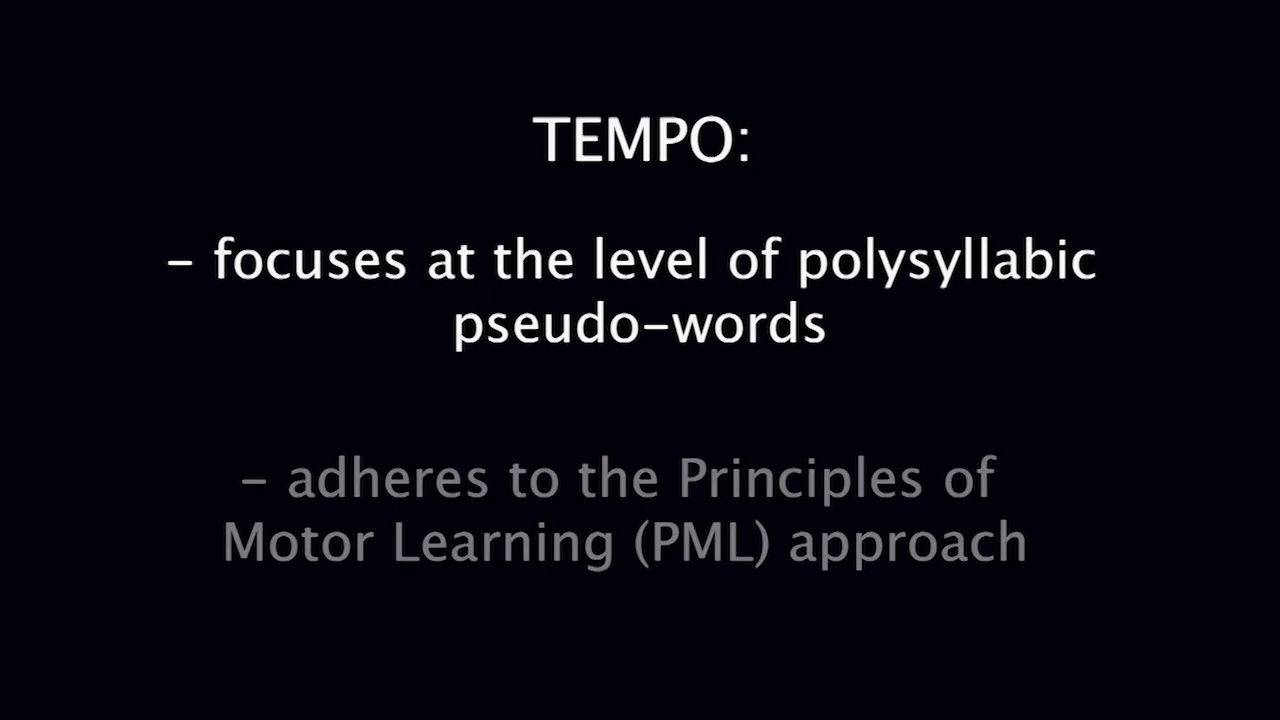 TEMPO:
- focuses at the level of polysyllabic
pseudo-words
- adheres to the Principles of
Motor Learning (PML) approach